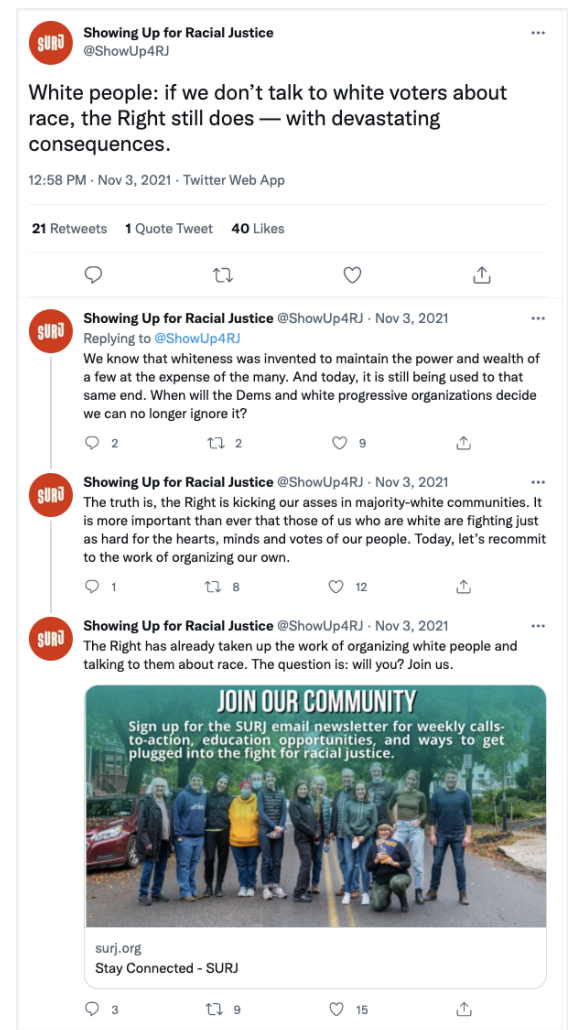 SURJ
Showing Up for Racial Justice
@ShowUp4RJ
White people: if we don’t talk to white voters about
race, the Right still does — with devastating
consequences.
12:58 PM · Nov 3, 2021 · Twitter Web App
21 Retweets 1 Quote Tweet 40 Likes
SURJ
Showing Up for Racial Justice @ShowUp4RJ · Nov 3, 2021
Replying to @ShowUp4RJ
We know that whiteness was invented to maintain the power and wealth of
a few at the expense of the many. And today, it is still being used to that
same end. When will the Dems and white progressive organizations decide
we can no longer ignore it?
2 2 9
SURJ
Showing Up for Racial Justice @ShowUp4RJ · Nov 3, 2021
The truth is, the Right is kicking our asses in majority-white communities. It
is more important than ever that those of us who are white are fighting just
as hard for the hearts, minds and votes of our people. Today, let’s recommit
to the work of organizing our own.
1 8 12
SURJ
Showing Up for Racial Justice @ShowUp4RJ · Nov 3, 2021
The Right has already taken up the work of organizing white people and
talking to them about race. The question is: will you? Join us.
JOIN OUR COMMUNITY
Sign up for the SURJ email newsletter for weekly calls-
to-action, education opportunities, and ways to get
plugged into the fight for racial justice.
surj.org
Stay Connected - SURJ
3 9 15